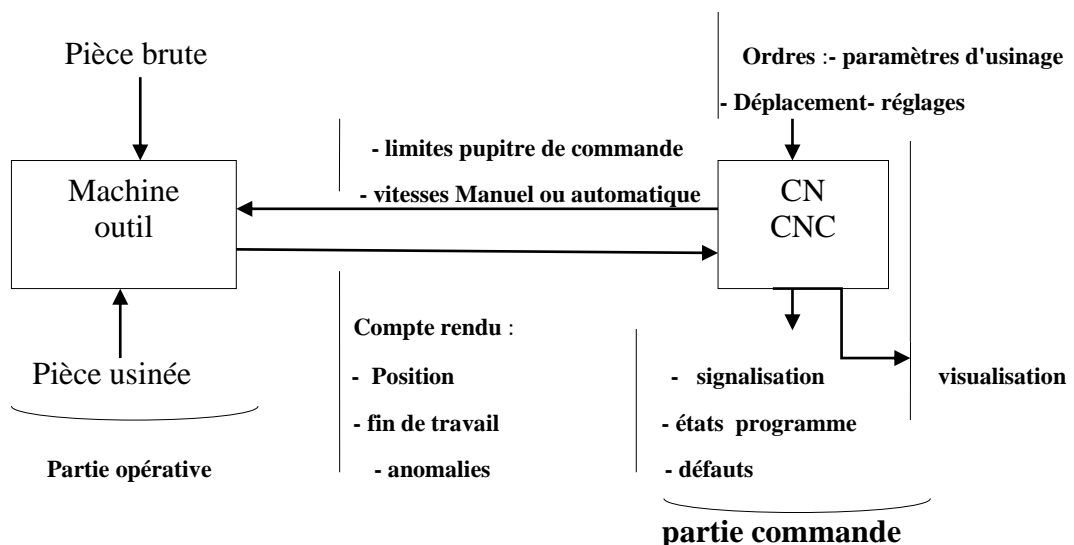 Pièce brute
Ordres :- paramètres d'usinage
- Déplacement- réglages
- limites pupitre de commande
- vitesses Manuel ou automatique
Machine
outil
CN
CNC
Compte rendu :
- Position
- fin de travail
- anomalies
Pièce usinée
Partie opérative
- signalisation
- états programme
- défauts
visualisation
partie commande